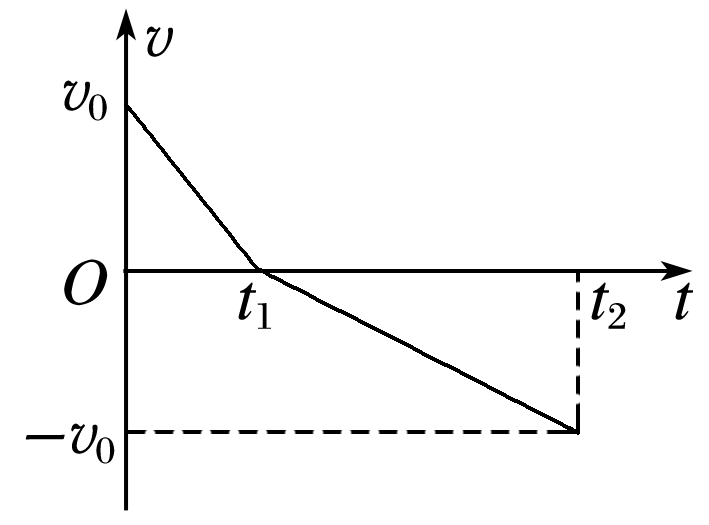 v
v₀
O
t₁
t₂
t
−v₀